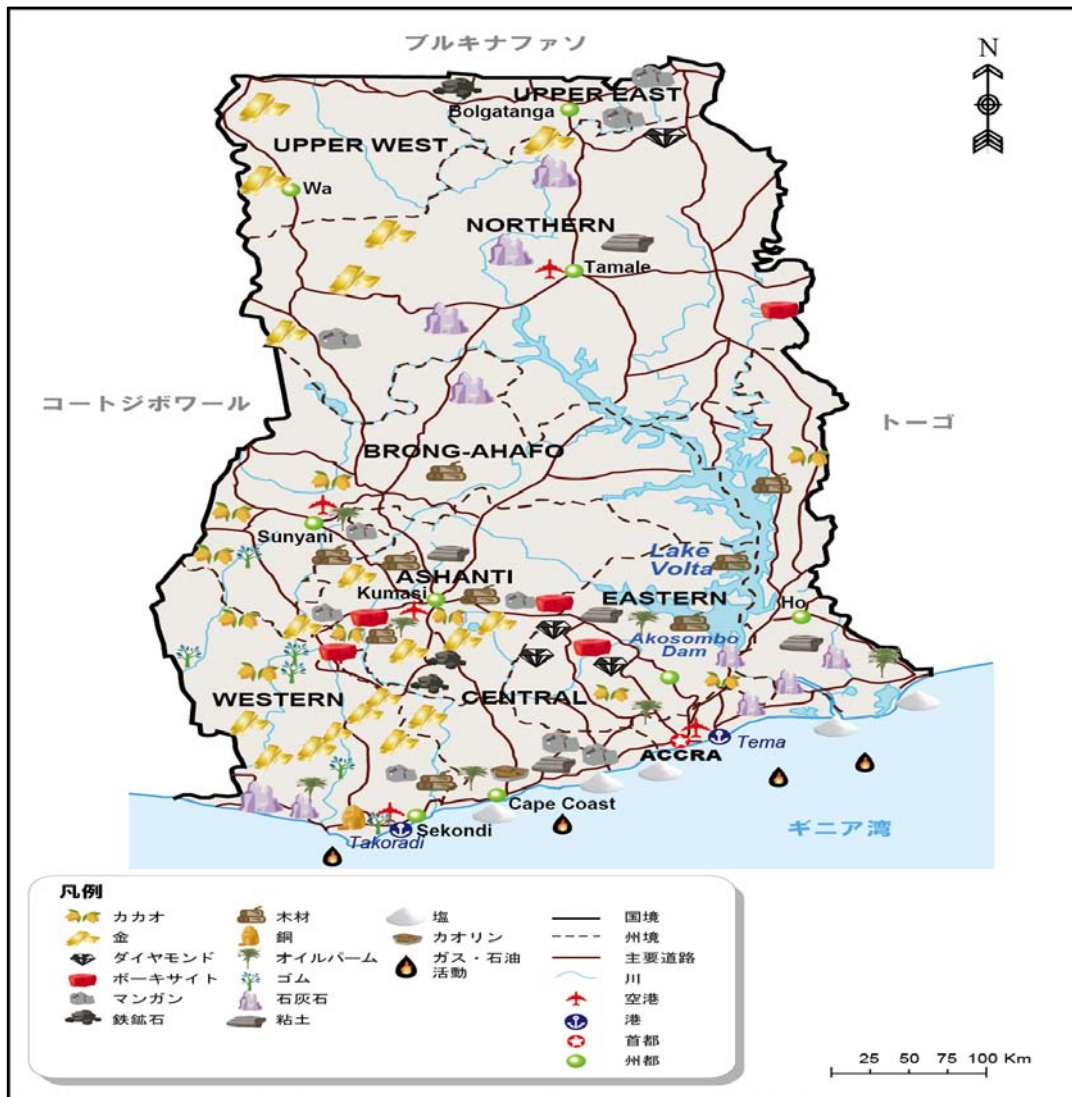 ブルキナファソ
N
UPPER EAST
Bolgatanga
UPPER WEST
Wa
NORTHERN
Tamale
コートジボワール
トーゴ
BRONG-AHAFO
Sunyani
Lake
Volta
ASHANTI
Kumasi
EASTERN
Ho
Akosombo
Dam
WESTERN
CENTRAL
Tema
ACCRA
Cape Coast
Sekondi
Takoradi
ギニア湾
凡例
カカオ
金
ダイヤモンド
ボーキサイト
マンガン
鉄鉱石
木材
銅
オイルパーム
ゴム
石灰石
粘土
塩
カオリン
ガス・石油
活動
国境
州境
主要道路
川
空港
港
首都
州都
25 50 75 100 Km